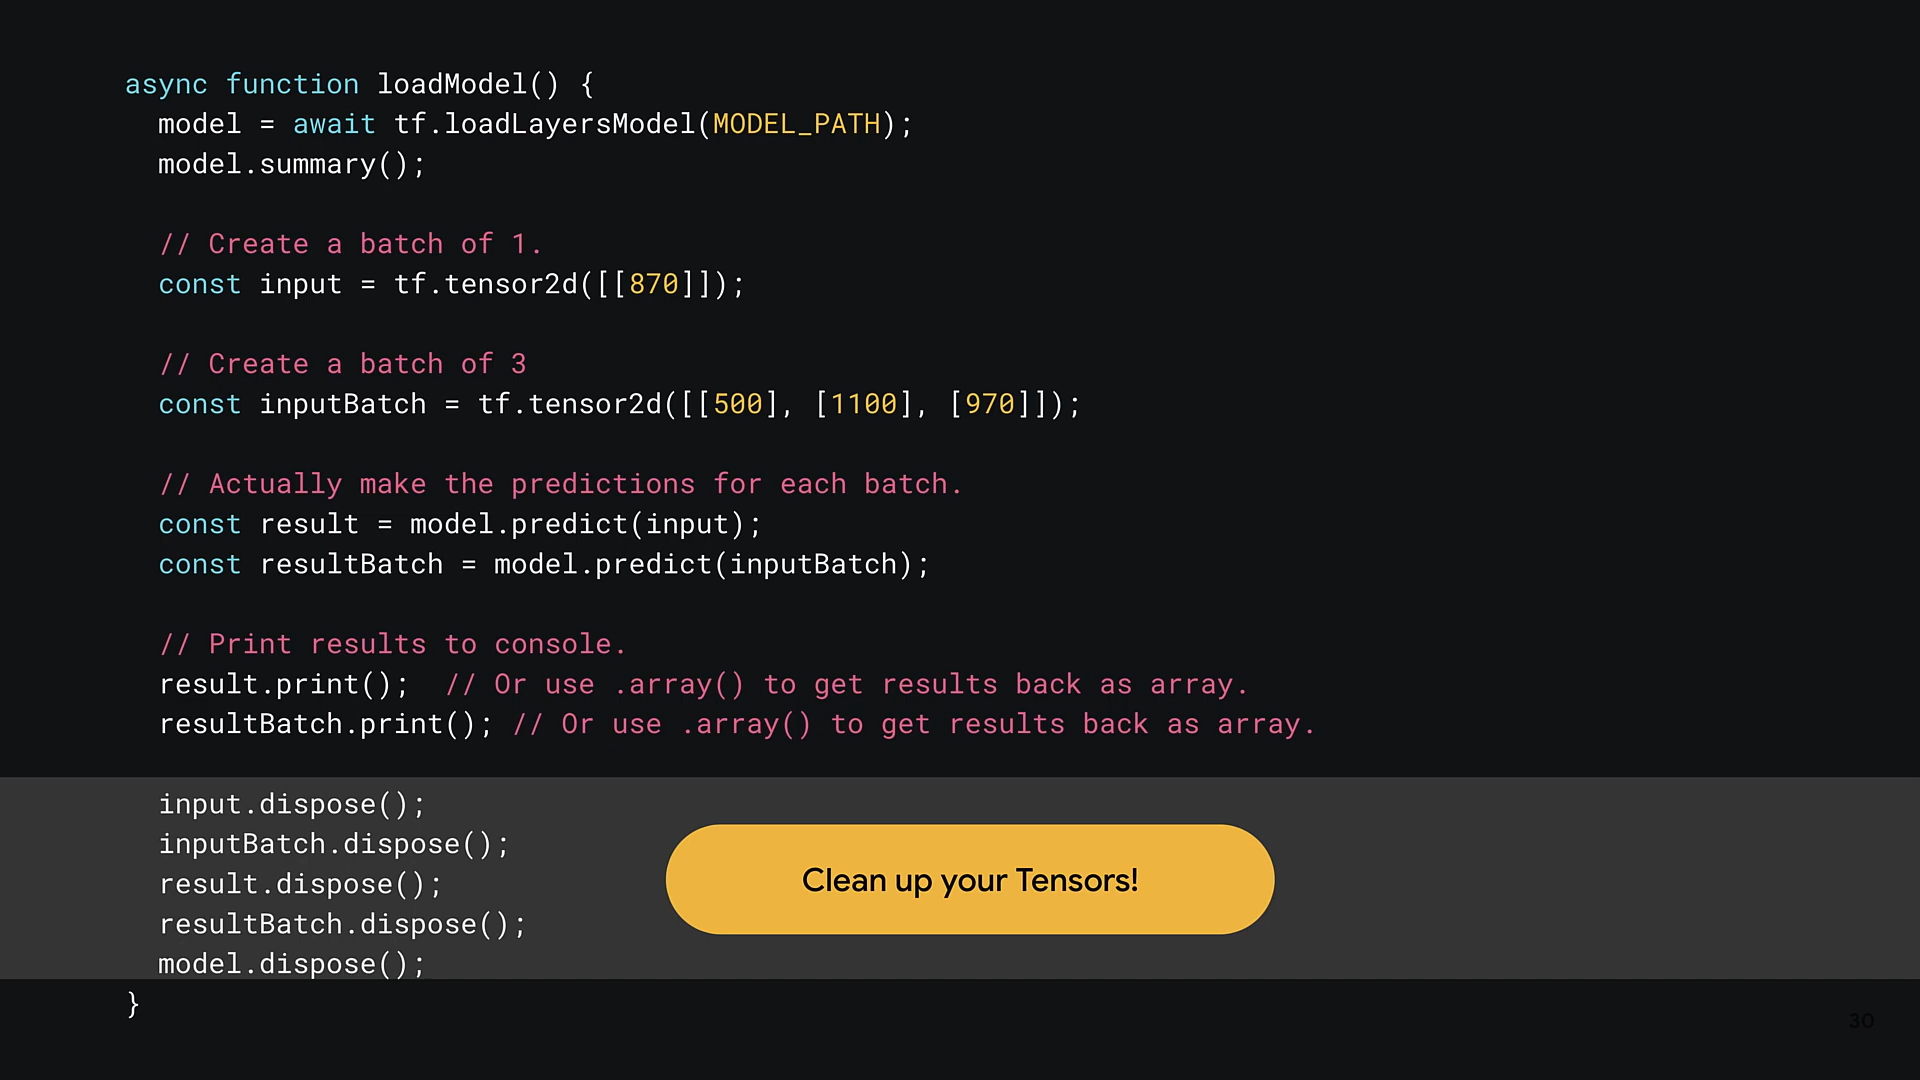 async function loadModel() {
  model = await tf.loadLayersModel(MODEL_PATH);
  model.summary();
  // Create a batch of 1.
  const input = tf.tensor2d([[870]]);
  // Create a batch of 3
  const inputBatch = tf.tensor2d([[500], [1100], [970]]);
  // Actually make the predictions for each batch.
  const result = model.predict(input);
  const resultBatch = model.predict(inputBatch);
  // Print results to console.
  result.print();  // Or use .array() to get results back as array.
  resultBatch.print(); // Or use .array() to get results back as array.
  input.dispose();
  inputBatch.dispose();
  result.dispose();
  resultBatch.dispose();
  model.dispose();
}
Clean up your Tensors!
30